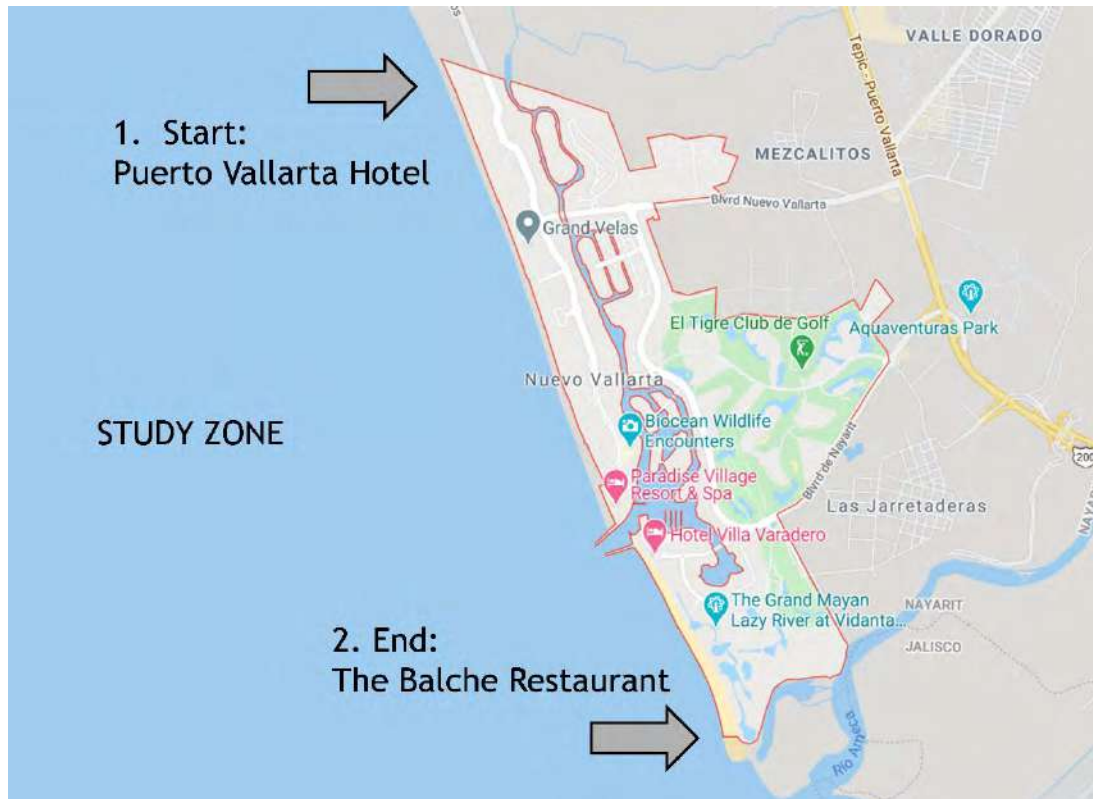 VALLE DORADO
Tepic - Puerto Vallarta
1. Start:
Puerto Vallarta Hotel
MEZCALITOS
Blvrd Nuevo Vallarta
Grand Velas
Aquaventuras Park
El Tigre Club de Golf
Nuevo Vallarta
STUDY ZONE
Biocean Wildlife
Encounters
Blvrd de Nayarit
200
Paradise Village
Resort & Spa
Las Jarretaderas
Hotel Villa Varadero
The Grand Mayan
Lazy River at Vidanta...
NAYARIT
JALISCO
2. End:
The Balche Restaurant
Río Ameca